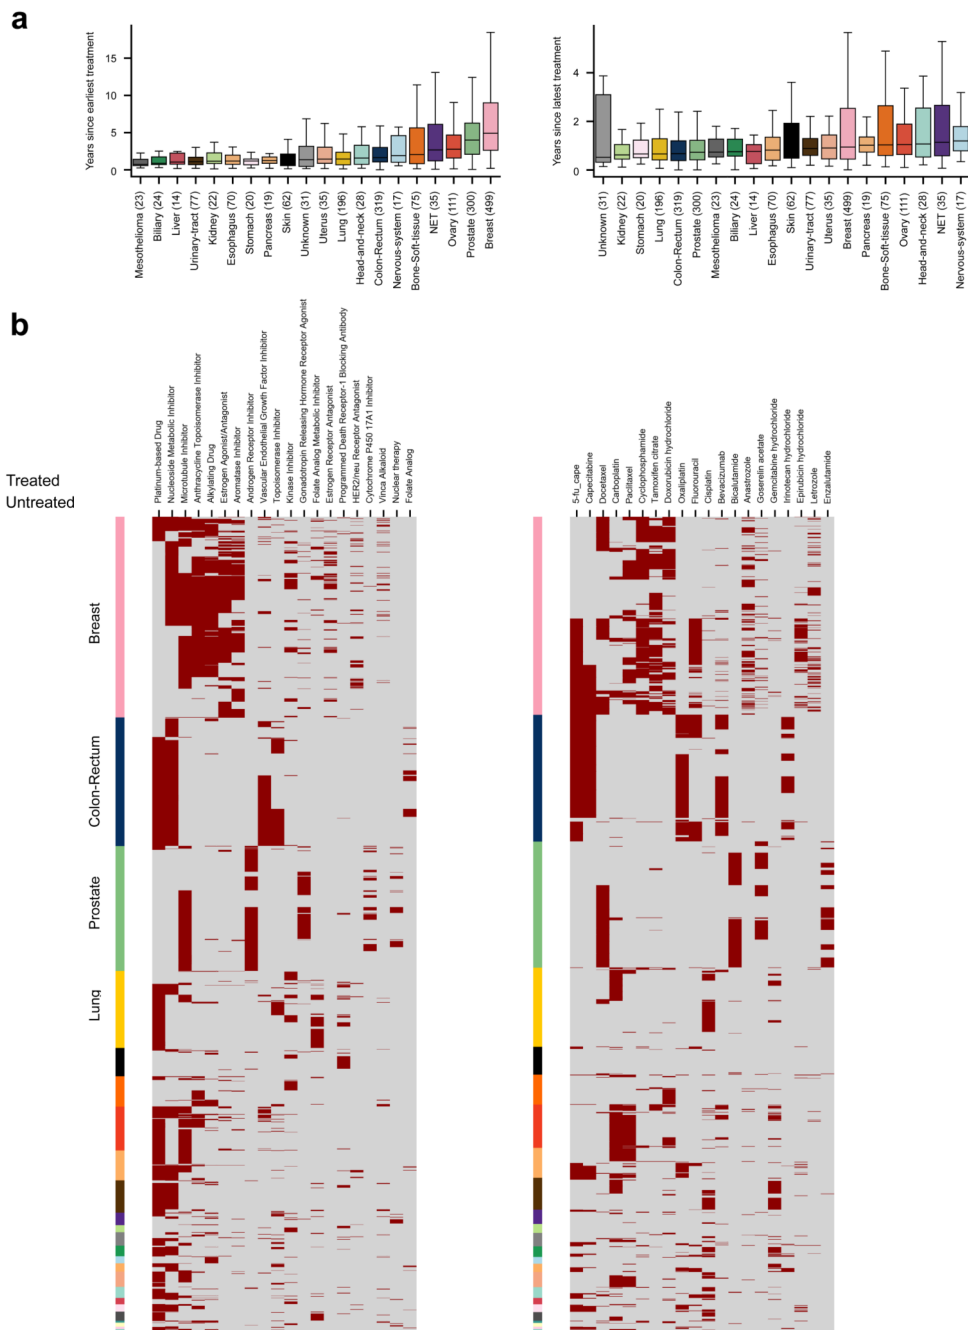 a
Years since earliest treatment
15
10
5
0
Mesothelioma (23)
Biliary (24)
Liver (14)
Urinary-tract (77)
Kidney (22)
Esophagus (70)
Stomach (20)
Pancreas (19)
Skin (62)
Unknown (31)
Uterus (35)
Lung (196)
Head-and-neck (28)
Colon-Rectum (319)
Nervous-system (17)
Bone-Soft-tissue (75)
NET (35)
Ovary (111)
Prostate (300)
Breast (499)
Years since latest treatment
4
2
0
Unknown (31)
Kidney (22)
Stomach (20)
Lung (196)
Colon-Rectum (319)
Prostate (300)
Mesothelioma (23)
Biliary (24)
Liver (14)
Esophagus (70)
Skin (62)
Urinary-tract (77)
Uterus (35)
Breast (499)
Pancreas (19)
Bone-Soft-tissue (75)
Ovary (111)
Head-and-neck (28)
NET (35)
Nervous-system (17)
b
Treated
Untreated
Platinum-based Drug
Nucleoside Metabolic Inhibitor
Microtubule Inhibitor
Anthracycline Topoisomerase Inhibitor
Alkylating Drug
Estrogen Agonist/Antagonist
Aromatase Inhibitor
Androgen Receptor Inhibitor
Vascular Endothelial Growth Factor Inhibitor
Topoisomerase Inhibitor
Kinase Inhibitor
Gonadotropin Releasing Hormone Receptor Agonist
Folate Analog Metabolic Inhibitor
Estrogen Receptor Antagonist
Programmed Death Receptor-1 Blocking Antibody
HER2/neu Receptor Antagonist
Cytochrome P450 17A1 Inhibitor
Vinca Alkaloid
Nuclear therapy
Folate Analog
5-fu_cape
Capecitabine
Docetaxel
Carboplatin
Paclitaxel
Cyclophosphamide
Tamoxifen citrate
Doxorubicin hydrochloride
Oxaliplatin
Fluorouracil
Cisplatin
Bevacizumab
Bicalutamide
Anastrozole
Goserelin acetate
Gemcitabine hydrochloride
Irinotecan hydrochloride
Epirubicin hydrochloride
Letrozole
Enzalutamide
Breast
Colon-Rectum
Prostate
Lung